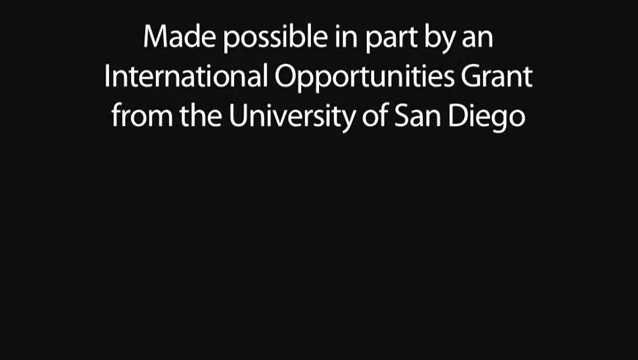 Made possible in part by an
International Opportunities Grant
from the University of San Diego